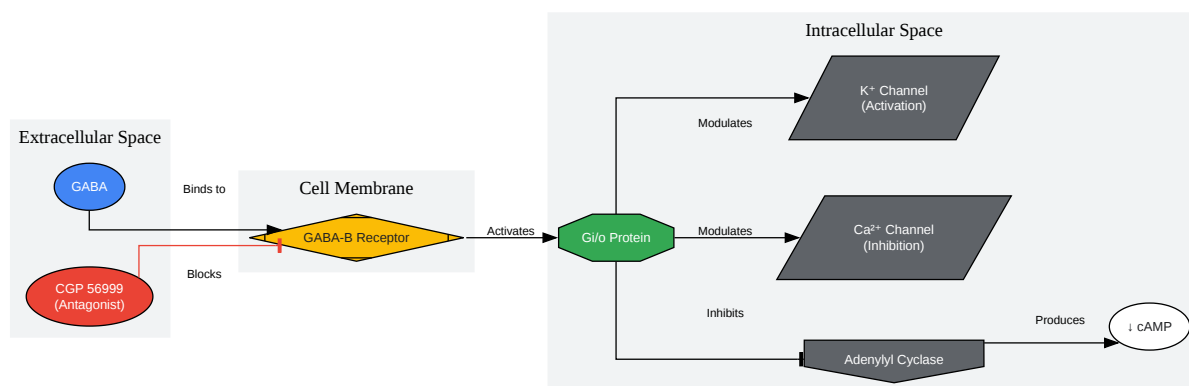 Extracellular Space
GABA
CGP 56999
(Antagonist)
Binds to
Blocks
Cell Membrane
GABA-B Receptor
Activates
Intracellular Space
Gi/o Protein
Modulates
K⁺ Channel
(Activation)
Modulates
Ca²⁺ Channel
(Inhibition)
Inhibits
Adenylyl Cyclase
Produces
↓ cAMP